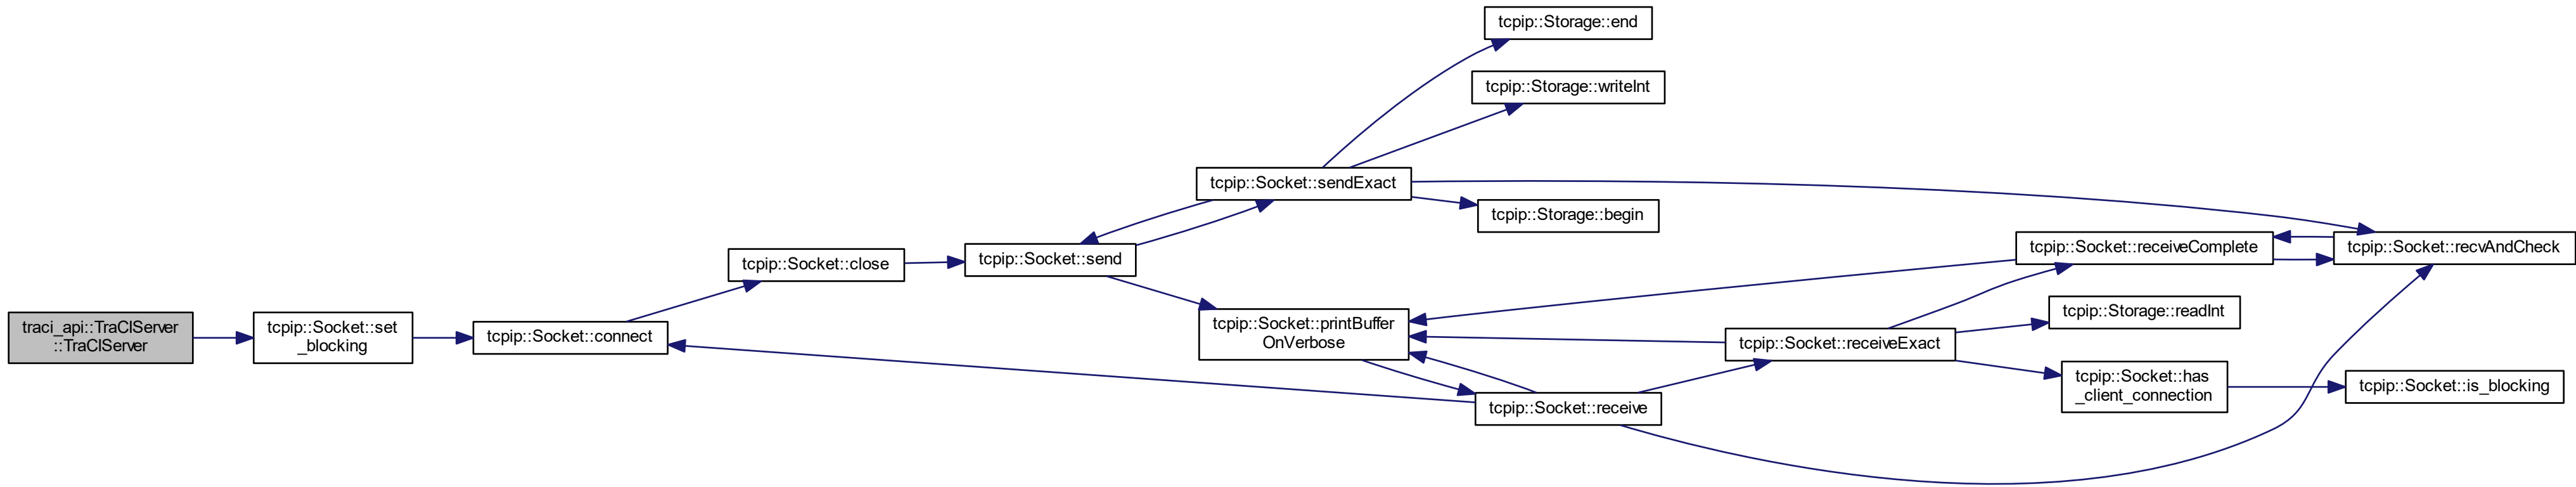 traci_api::TraCIServer
::TraCIServer
tcpip::Socket::set
_blocking
tcpip::Socket::connect
tcpip::Socket::close
tcpip::Socket::send
tcpip::Socket::sendExact
tcpip::Socket::printBuffer
OnVerbose
tcpip::Storage::end
tcpip::Storage::writeInt
tcpip::Storage::begin
tcpip::Socket::receive
tcpip::Socket::receiveExact
tcpip::Socket::receiveComplete
tcpip::Storage::readInt
tcpip::Socket::has
_client_connection
tcpip::Socket::recvAndCheck
tcpip::Socket::is_blocking